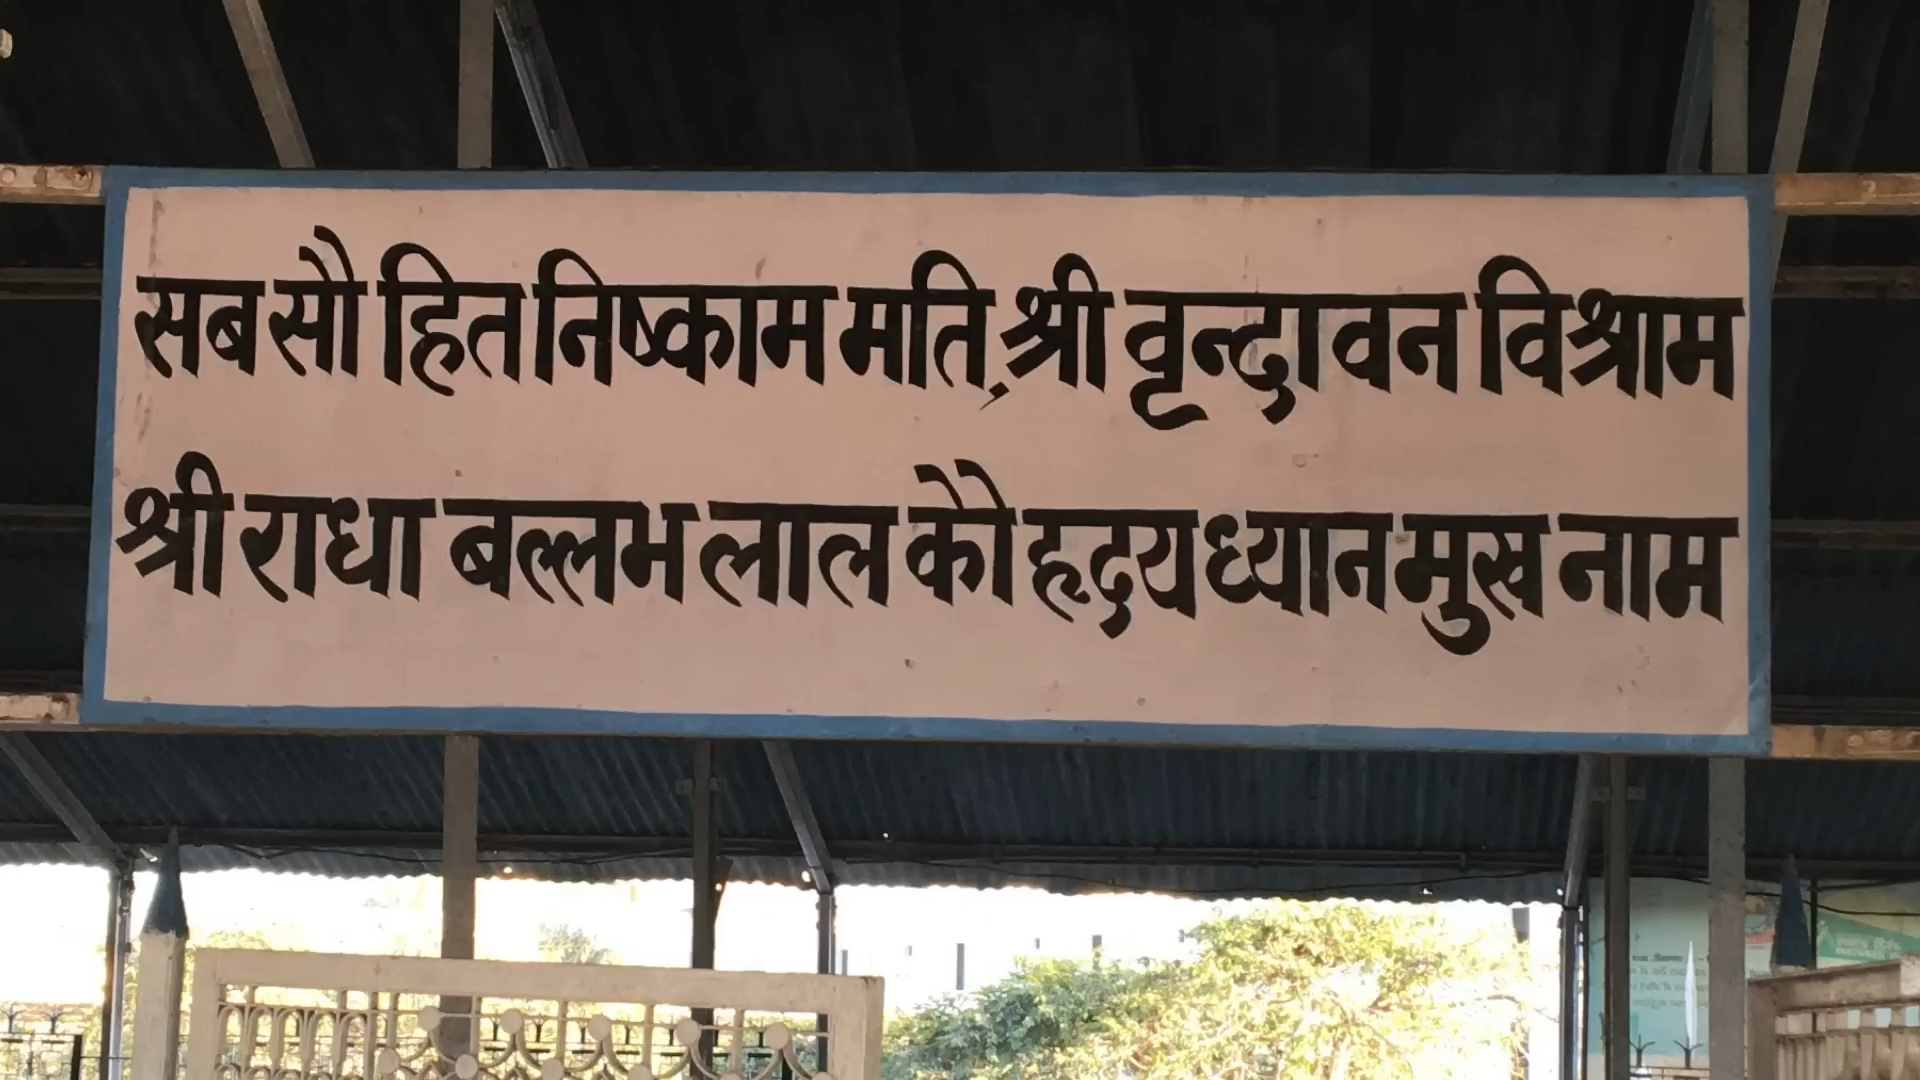 सब सौ हित निष्काम मति, श्री वृन्दावन विश्राम
श्री राधा बल्लभ लाल कौ हृदय ध्यान मुख नाम